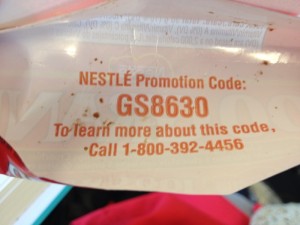 NESTLÉ Promotion Code:
GS8630
To learn more about this code,
Call 1-800-392-4456